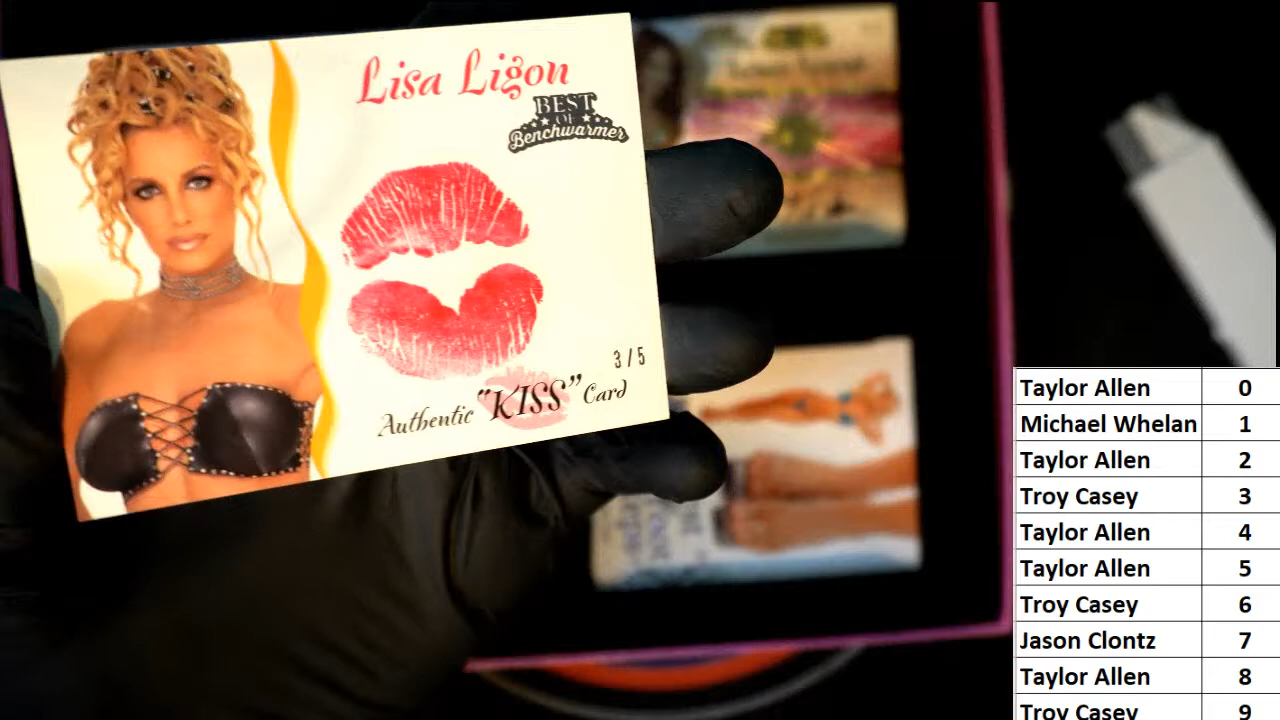 Lisa Ligon
BEST
OF
Benchwarmer
3/5
Authentic "KISS" Card
Taylor Allen 0
Michael Whelan 1
Taylor Allen 2
Troy Casey 3
Taylor Allen 4
Taylor Allen 5
Troy Casey 6
Jason Clontz 7
Taylor Allen 8
Troy Casey 9